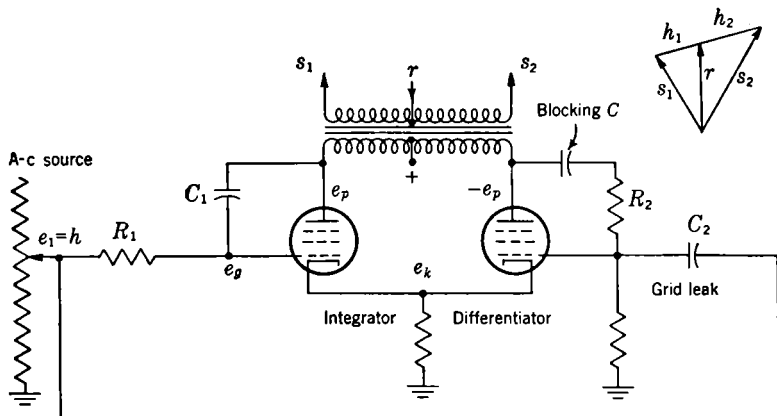 h₁ h₂
s₁ r s₂
s₁ r s₂
Blocking C
A-c source
C₁ + R₂
eₚ -eₚ
e₁=h R₁ C₂
e_g eₖ Grid leak
Integrator Differentiator